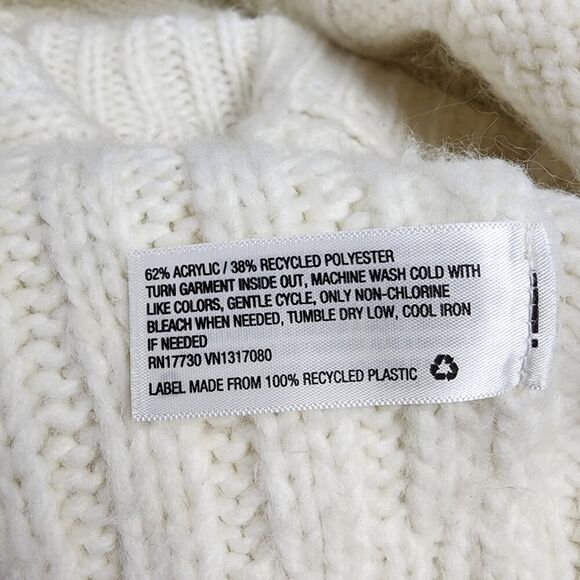 62% ACRYLIC / 38% RECYCLED POLYESTER
TURN GARMENT INSIDE OUT, MACHINE WASH COLD WITH
LIKE COLORS, GENTLE CYCLE, ONLY NON-CHLORINE
BLEACH WHEN NEEDED, TUMBLE DRY LOW, COOL IRON
IF NEEDED
RN17730 VN1317080
LABEL MADE FROM 100% RECYCLED PLASTIC